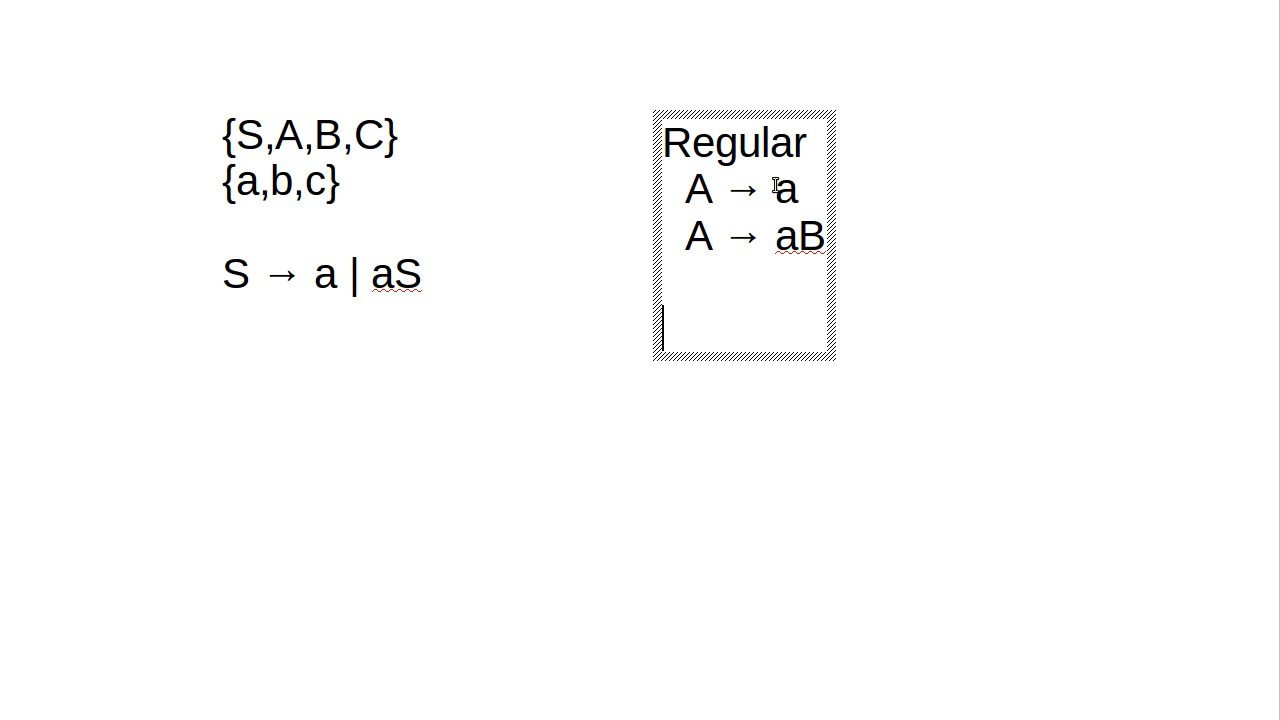 {S,A,B,C}
{a,b,c}
S → a | aS
Regular
A → a
A → aB